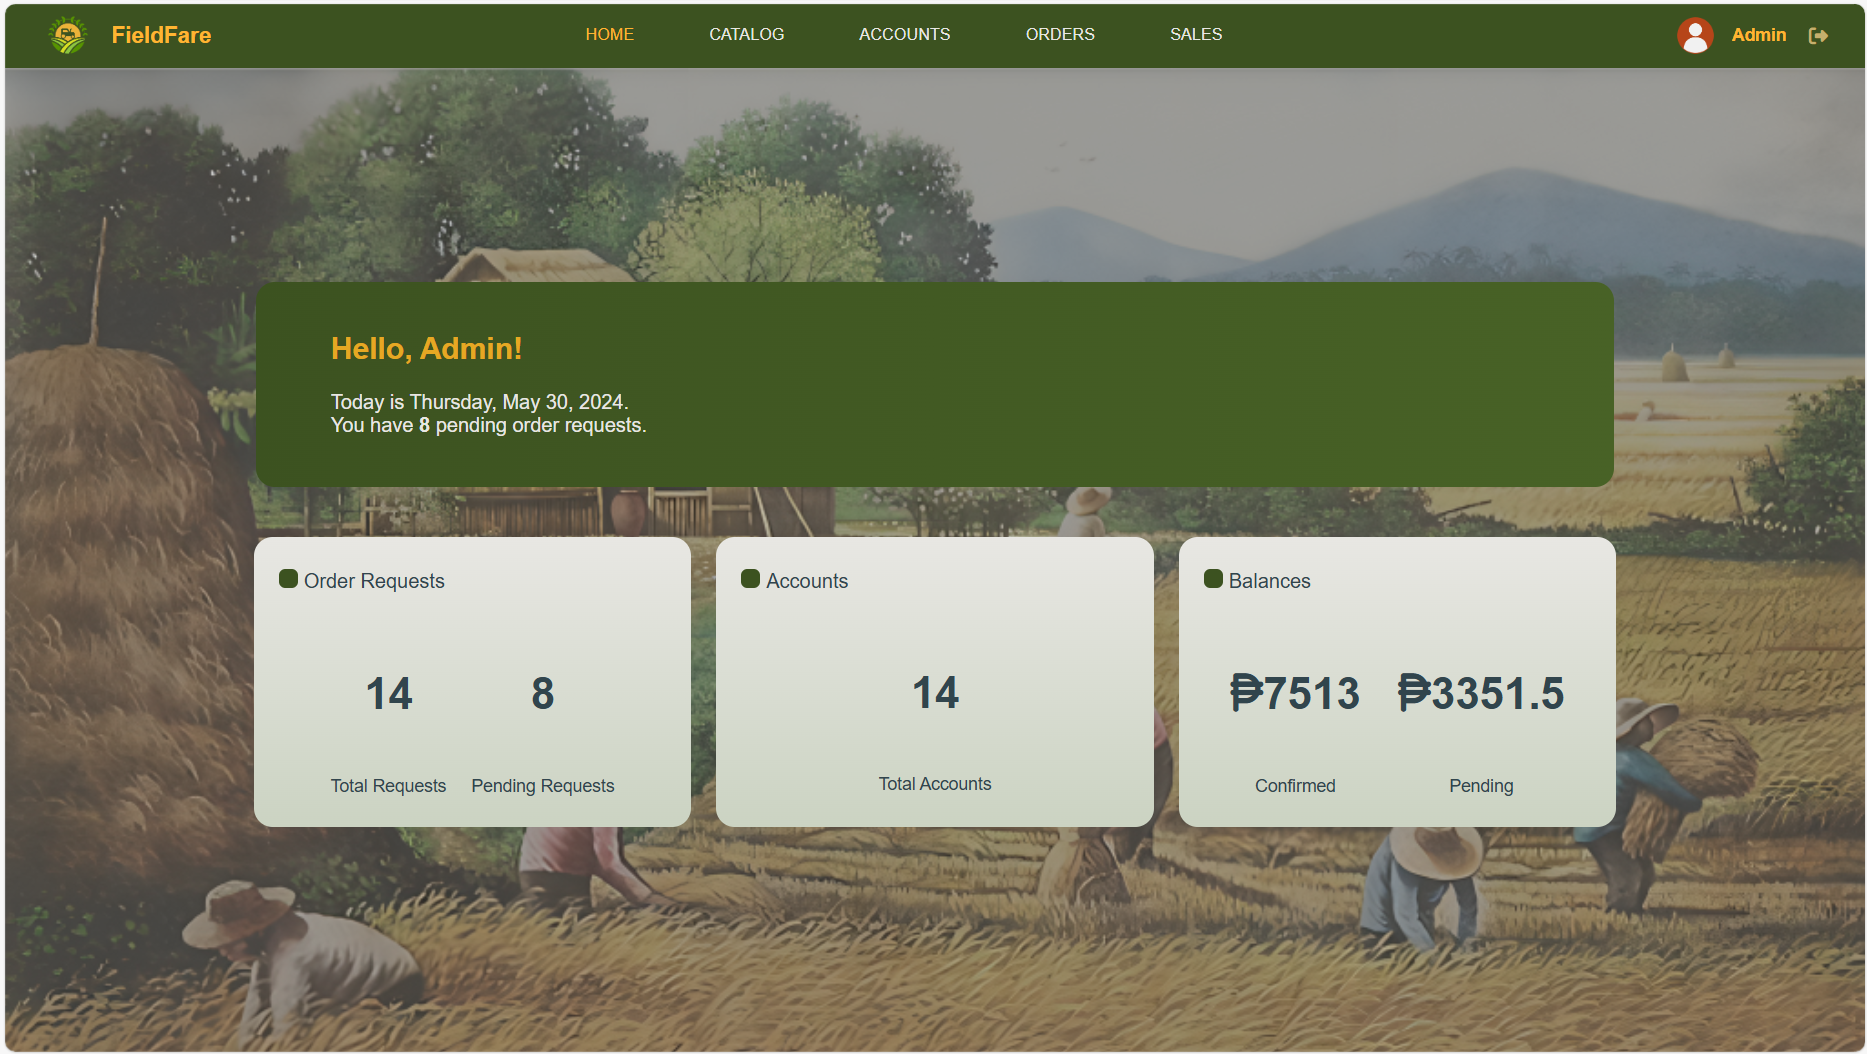 FieldFare
HOME
CATALOG
ACCOUNTS
ORDERS
SALES
Admin
Hello, Admin!
Today is Thursday, May 30, 2024.
You have 8 pending order requests.
Order Requests
14
8
Total Requests
Pending Requests
Accounts
14
Total Accounts
Balances
₱7513
₱3351.5
Confirmed
Pending